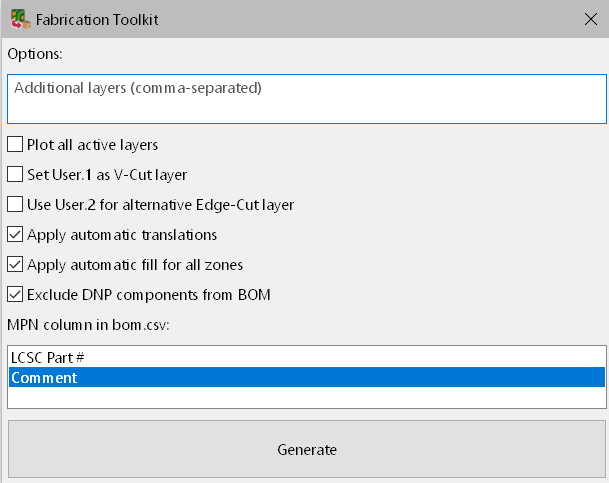 Fabrication Toolkit
Options:
Additional layers (comma-separated)
Plot all active layers
Set User.1 as V-Cut layer
Use User.2 for alternative Edge-Cut layer
Apply automatic translations
Apply automatic fill for all zones
Exclude DNP components from BOM
MPN column in bom.csv:
LCSC Part #
Comment
Generate